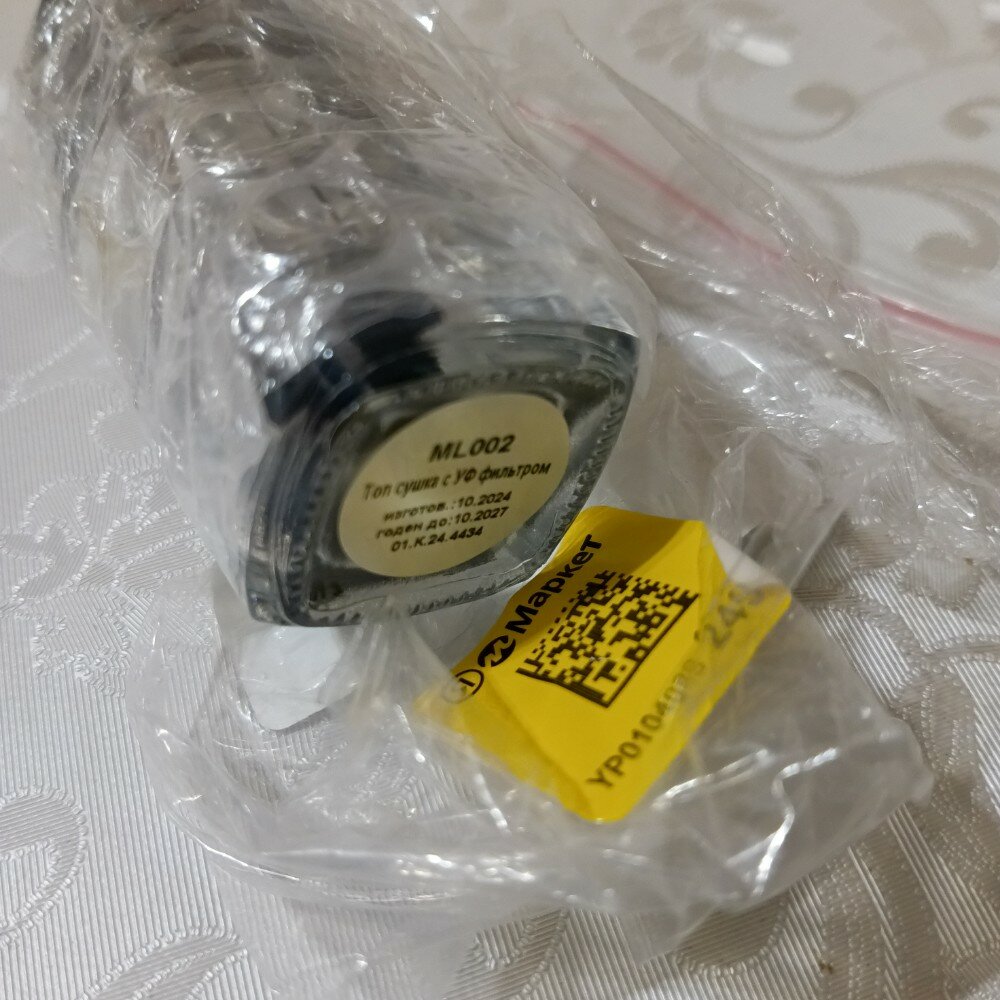 ML002
Топ сушка с УФ фильтром
изготов.:10.2024
годен до:10.2027
01.K.24.4434
Маркет